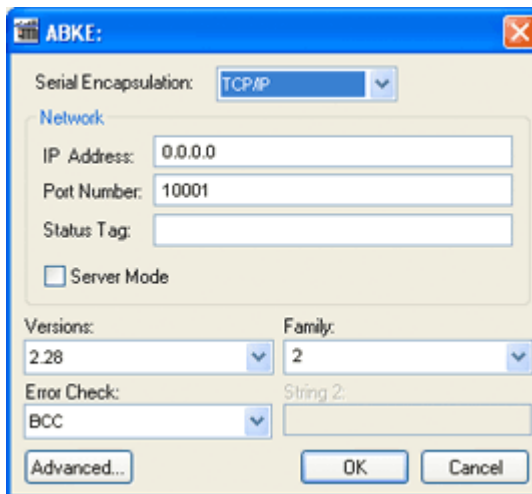 ABKE:
Serial Encapsulation: TCP/IP
Network
IP Address: 0.0.0.0
Port Number: 10001
Status Tag:
Server Mode
Versions: Family:
2.28 2
Error Check: String 2:
BCC
Advanced... OK Cancel